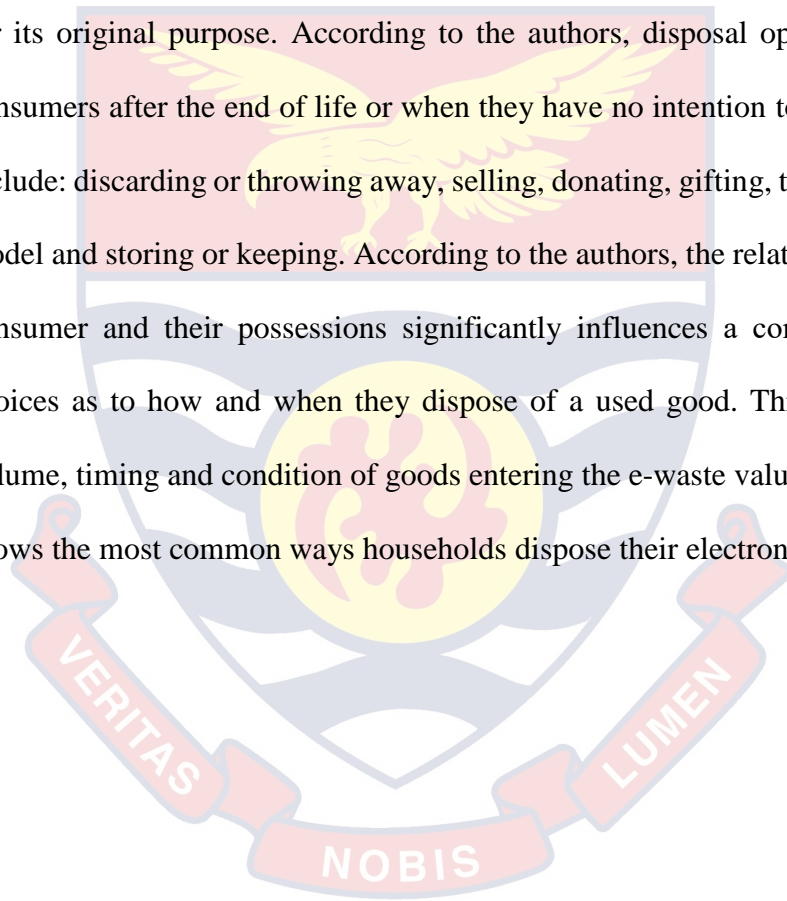 its original purpose. According to the authors, disposal op
nsumers after the end of life or when they have no intention to
clude: discarding or throwing away, selling, donating, gifting, t
odel and storing or keeping. According to the authors, the relat
nsumer and their possessions significantly influences a con
oices as to how and when they dispose of a used good. Th
lume, timing and condition of goods entering the e-waste valu
ows the most common ways households dispose their electron
VERITAS
NOBIS
LUMEN